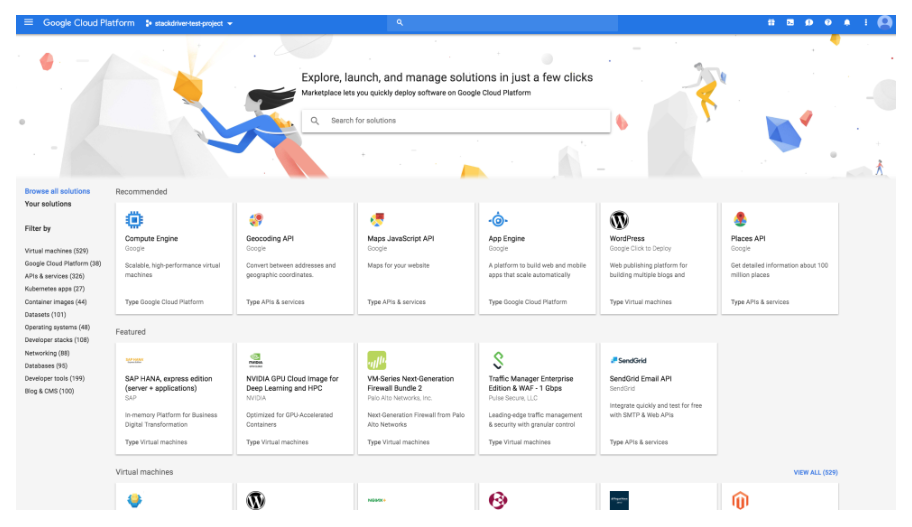 Google Cloud Platform
stackdriver-test-project
Explore, launch, and manage solutions in just a few clicks
Marketplace lets you quickly deploy software on Google Cloud Platform
Search for solutions
Browse all solutions
Your solutions
Filter by
Virtual machines (529)
Google Cloud Platform (38)
APIs & services (326)
Kubernetes apps (27)
Container images (44)
Datasets (101)
Operating systems (48)
Developer stacks (108)
Networking (88)
Databases (95)
Developer tools (199)
Blog & CMS (100)
Recommended
Compute Engine
Google
Scalable, high-performance virtual
machines
Type Google Cloud Platform
Geocoding API
Google
Convert between addresses and
geographic coordinates.
Type APIs & services
Maps JavaScript API
Google
Maps for your website
Type APIs & services
App Engine
Google
A platform to build web and mobile
apps that scale automatically
Type Google Cloud Platform
WordPress
Google Click to Deploy
Web publishing platform for
building multiple blogs and
Type Virtual machines
Places API
Google
Get detailed information about 100
million places
Type APIs & services
Featured
SAP HANA, express edition
(server + applications)
SAP
In-memory Platform for Business
Digital Transformation
Type Virtual machines
NVIDIA GPU Cloud Image for
Deep Learning and HPC
NVIDIA
Optimized for GPU-Accelerated
Containers
Type Virtual machines
VM-Series Next-Generation
Firewall Bundle 2
Palo Alto Networks, Inc.
Next-Generation Firewall from Palo
Alto Networks
Type Virtual machines
Traffic Manager Enterprise
Edition & WAF - 1 Gbps
Pulse Secure, LLC
Leading-edge traffic management
& security with granular control
Type Virtual machines
SendGrid
SendGrid Email API
SendGrid
Integrate quickly and test for free
with SMTP & Web APIs
Type APIs & services
Virtual machines
VIEW ALL (529)